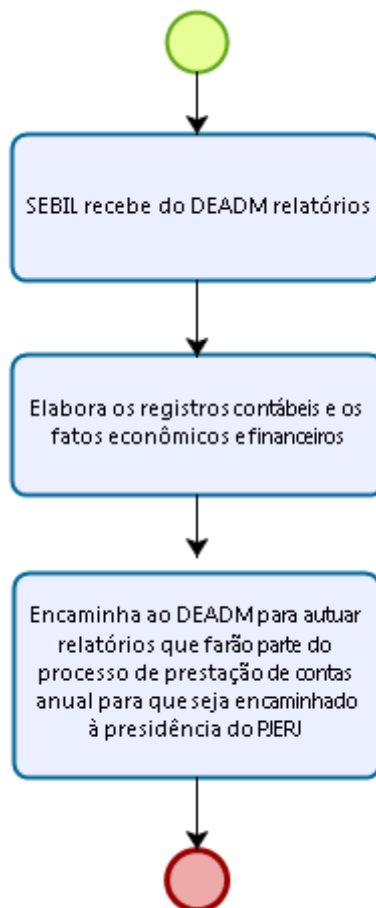 SEBIL recebe do DEADM relatórios
Elabora os registros contábeis e os
fatos econômicos e financeiros
Encaminha ao DEADM para autuar
relatórios que farão parte do
processo de prestação de contas
anual para que seja encaminhado
à presidência do PJERJ